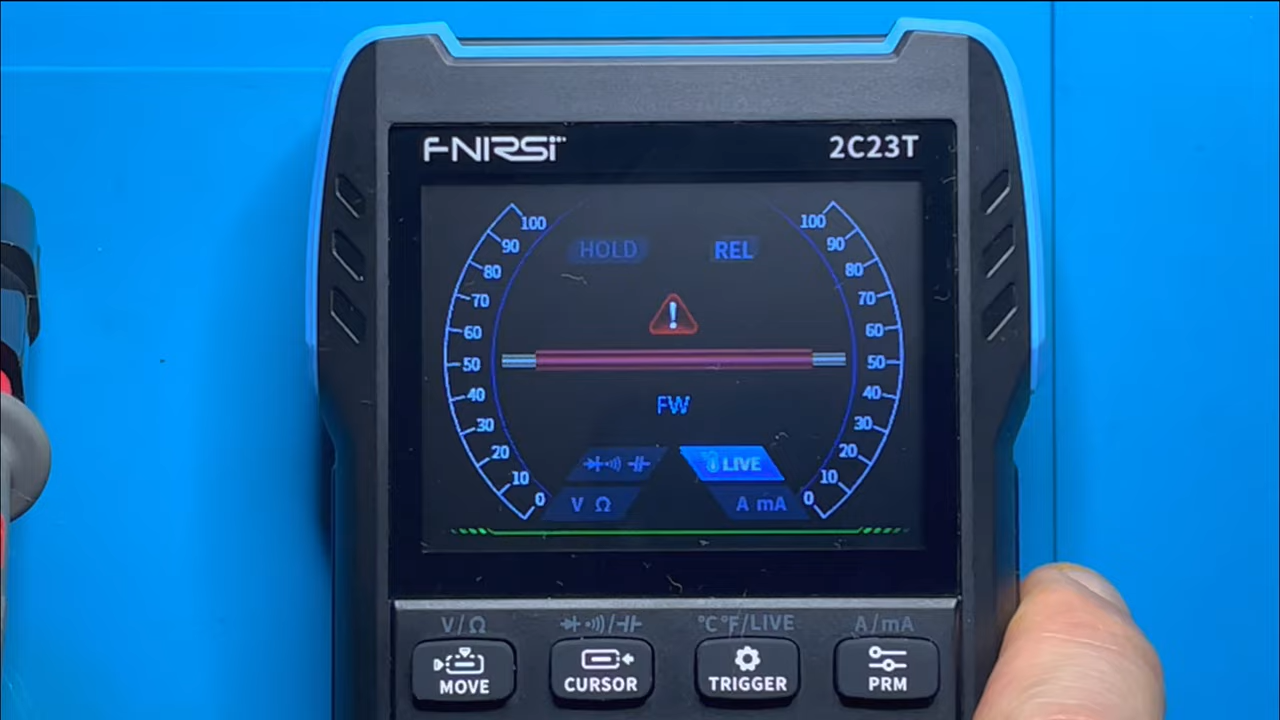 FNIRSI 2C23T
100 100
HOLD REL
90 90
80 80
70 70
60 60
50 50
40 40
FW
30 30
20 20
LIVE
10 10
0 0
V Ω A mA
V/Ω °C°F/LIVE A/mA
MOVE CURSOR TRIGGER PRM